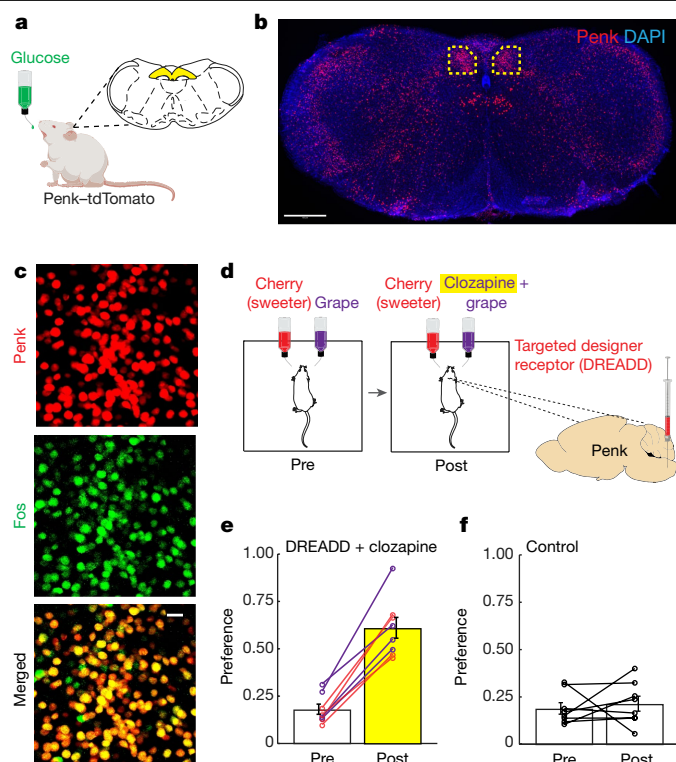 a
Glucose
Penk–tdTomato
b
Penk DAPI
c
Penk
Fos
Merged
d
Cherry
(sweeter)
Grape
Pre
Cherry
(sweeter)
Clozapine +
grape
Post
Targeted designer
receptor (DREADD)
Penk
e
DREADD + clozapine
Preference
1.00
0.75
0.50
0.25
0
Pre
Post
f
Control
Preference
1.00
0.75
0.50
0.25
0
Pre
Post